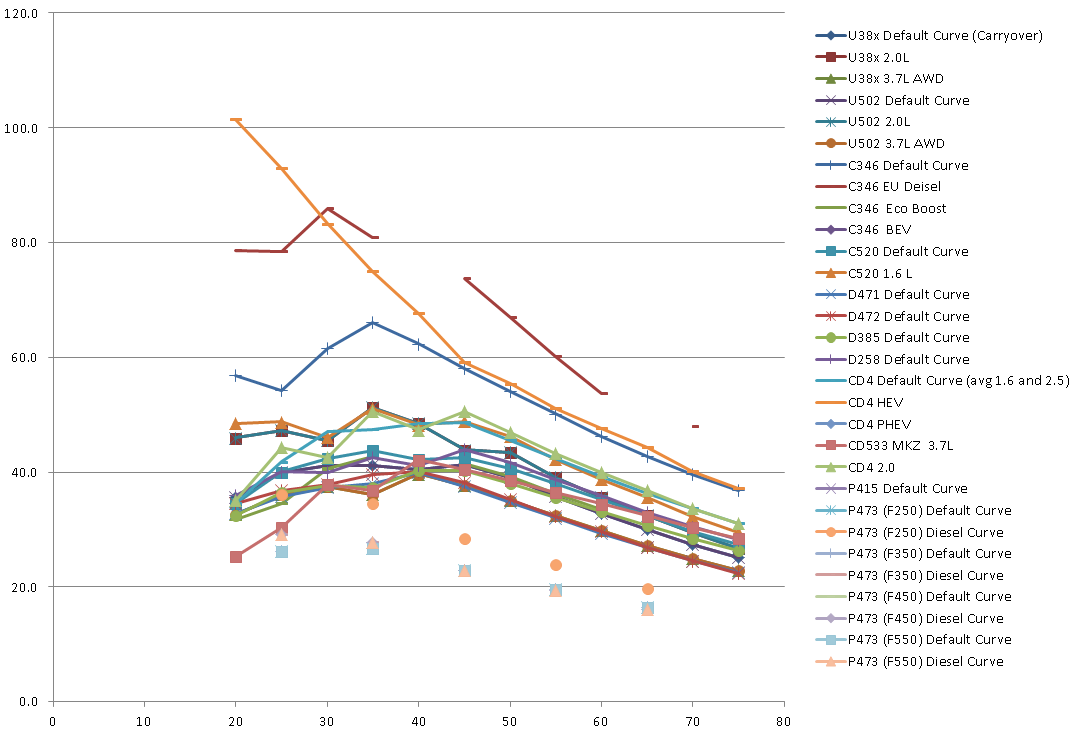 120.0
100.0
80.0
60.0
40.0
20.0
0.0
0 10 20 30 40 50 60 70 80
U38x Default Curve (Carryover)
U38x 2.0L
U38x 3.7L AWD
U502 Default Curve
U502 2.0L
U502 3.7L AWD
C346 Default Curve
C346 EU Deisel
C346 Eco Boost
C346 BEV
C520 Default Curve
C520 1.6 L
D471 Default Curve
D472 Default Curve
D385 Default Curve
D258 Default Curve
CD4 Default Curve (avg 1.6 and 2.5)
CD4 HEV
CD4 PHEV
CD533 MKZ 3.7L
CD4 2.0
P415 Default Curve
P473 (F250) Default Curve
P473 (F250) Diesel Curve
P473 (F350) Default Curve
P473 (F350) Diesel Curve
P473 (F450) Default Curve
P473 (F450) Diesel Curve
P473 (F550) Default Curve
P473 (F550) Diesel Curve